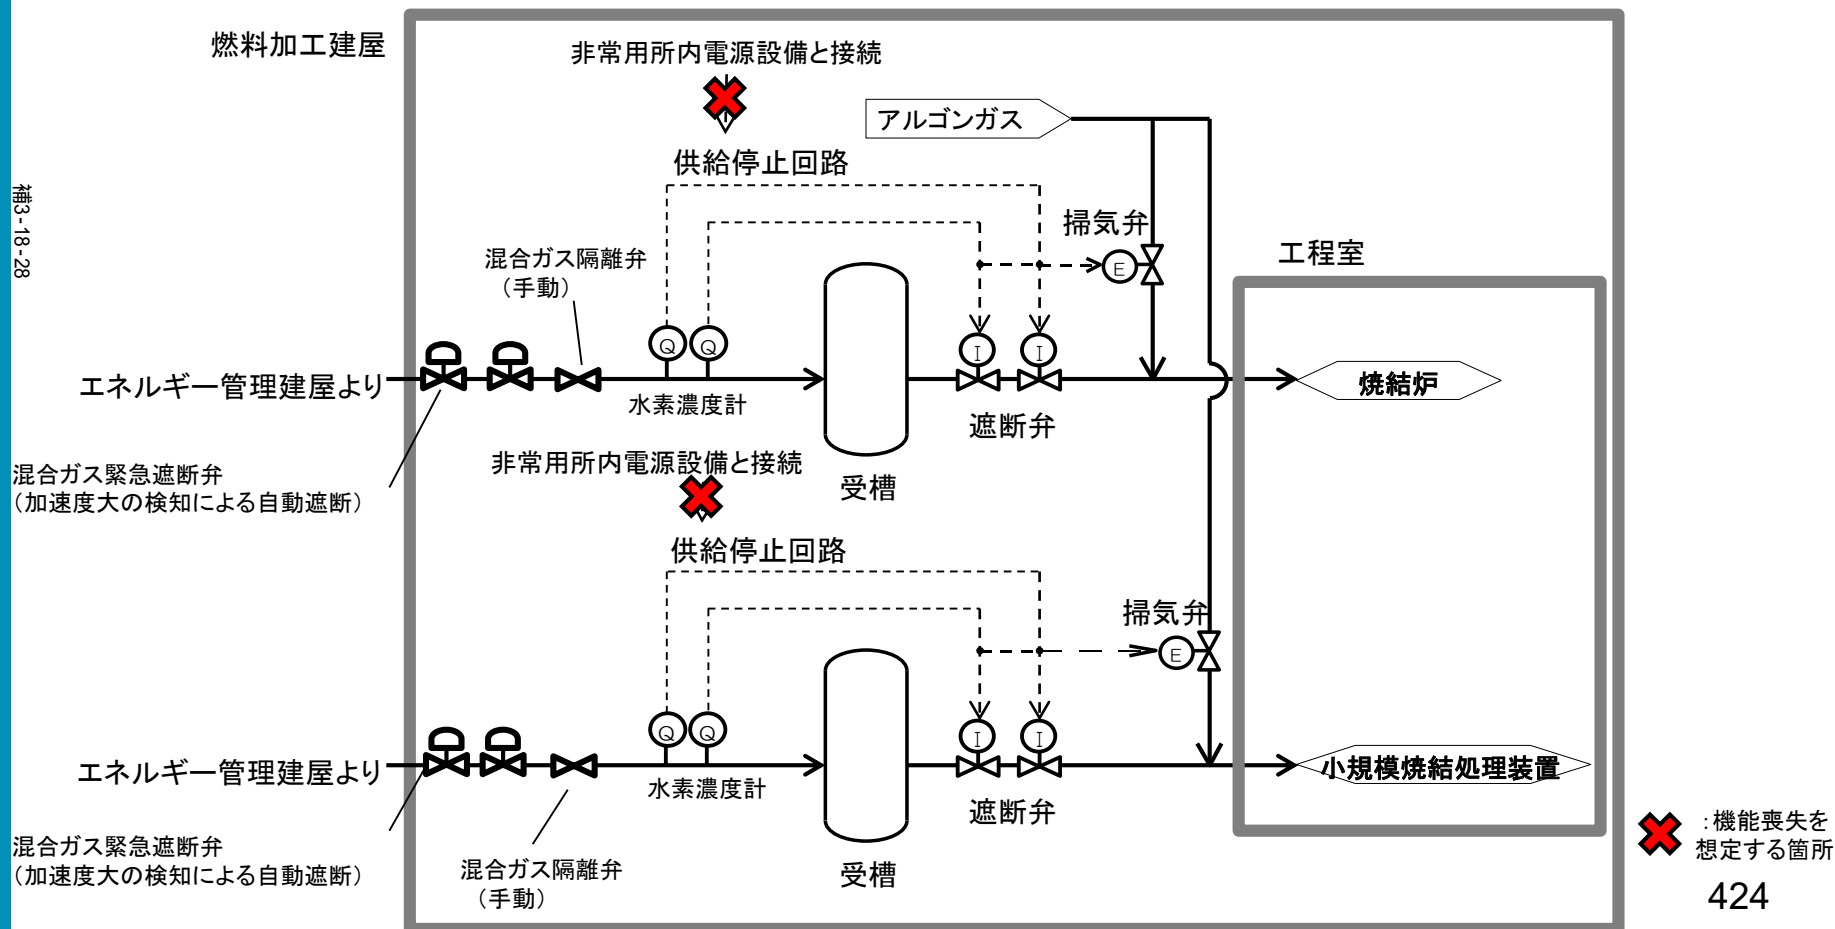 燃料加工建屋
非常用所内電源設備と接続
アルゴンガス
供給停止回路
補3-18-28
掃気弁
工程室
混合ガス隔離弁
（手動）
E
Q
Q
I
I
エネルギー管理建屋より
焼結炉
水素濃度計
遮断弁
混合ガス緊急遮断弁
（加速度大の検知による自動遮断）
非常用所内電源設備と接続
受槽
供給停止回路
掃気弁
E
Q
Q
I
I
エネルギー管理建屋より
小規模焼結処理装置
水素濃度計
遮断弁
混合ガス緊急遮断弁
（加速度大の検知による自動遮断）
混合ガス隔離弁
（手動）
受槽
：機能喪失を
想定する箇所
424